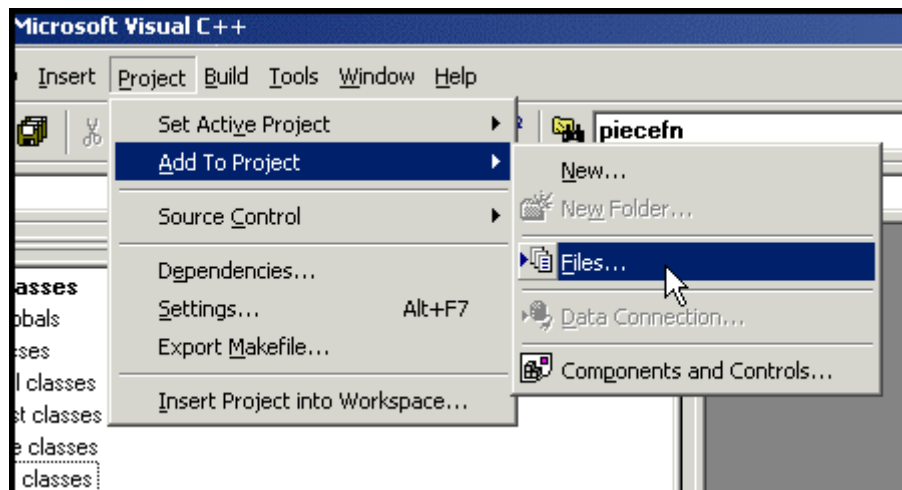 Microsoft Visual C++
Insert Project Build Tools Window Help
piecefn
Set Active Project
Add To Project
Source Control
Dependencies...
Settings... Alt+F7
Export Makefile...
Insert Project into Workspace...
New...
New Folder...
Files...
Data Connection...
Components and Controls...
asses
obals
sses
l classes
st classes
e classes
classes